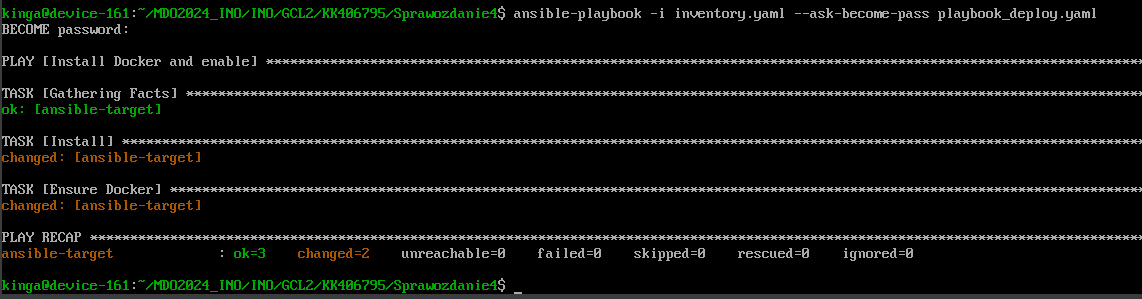 kinga@device-161:~/MDO2024_INO/INO/GCL2/KK406795/Sprawozdanie4$ ansible-playbook -i inventory.yaml --ask-become-pass playbook_deploy.yaml
BECOME password:
PLAY [Install Docker and enable] ***********************************************************************************************************
TASK [Gathering Facts] *********************************************************************************************************************
ok: [ansible-target]
TASK [Install] *****************************************************************************************************************************
changed: [ansible-target]
TASK [Ensure Docker] ***********************************************************************************************************************
changed: [ansible-target]
PLAY RECAP *********************************************************************************************************************************
ansible-target             : ok=3    changed=2    unreachable=0    failed=0    skipped=0    rescued=0    ignored=0
kinga@device-161:~/MDO2024_INO/INO/GCL2/KK406795/Sprawozdanie4$ _